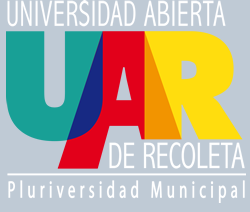 UNIVERSIDAD ABIERTA
UAR
DE RECOLETA
Pluriversidad Municipal